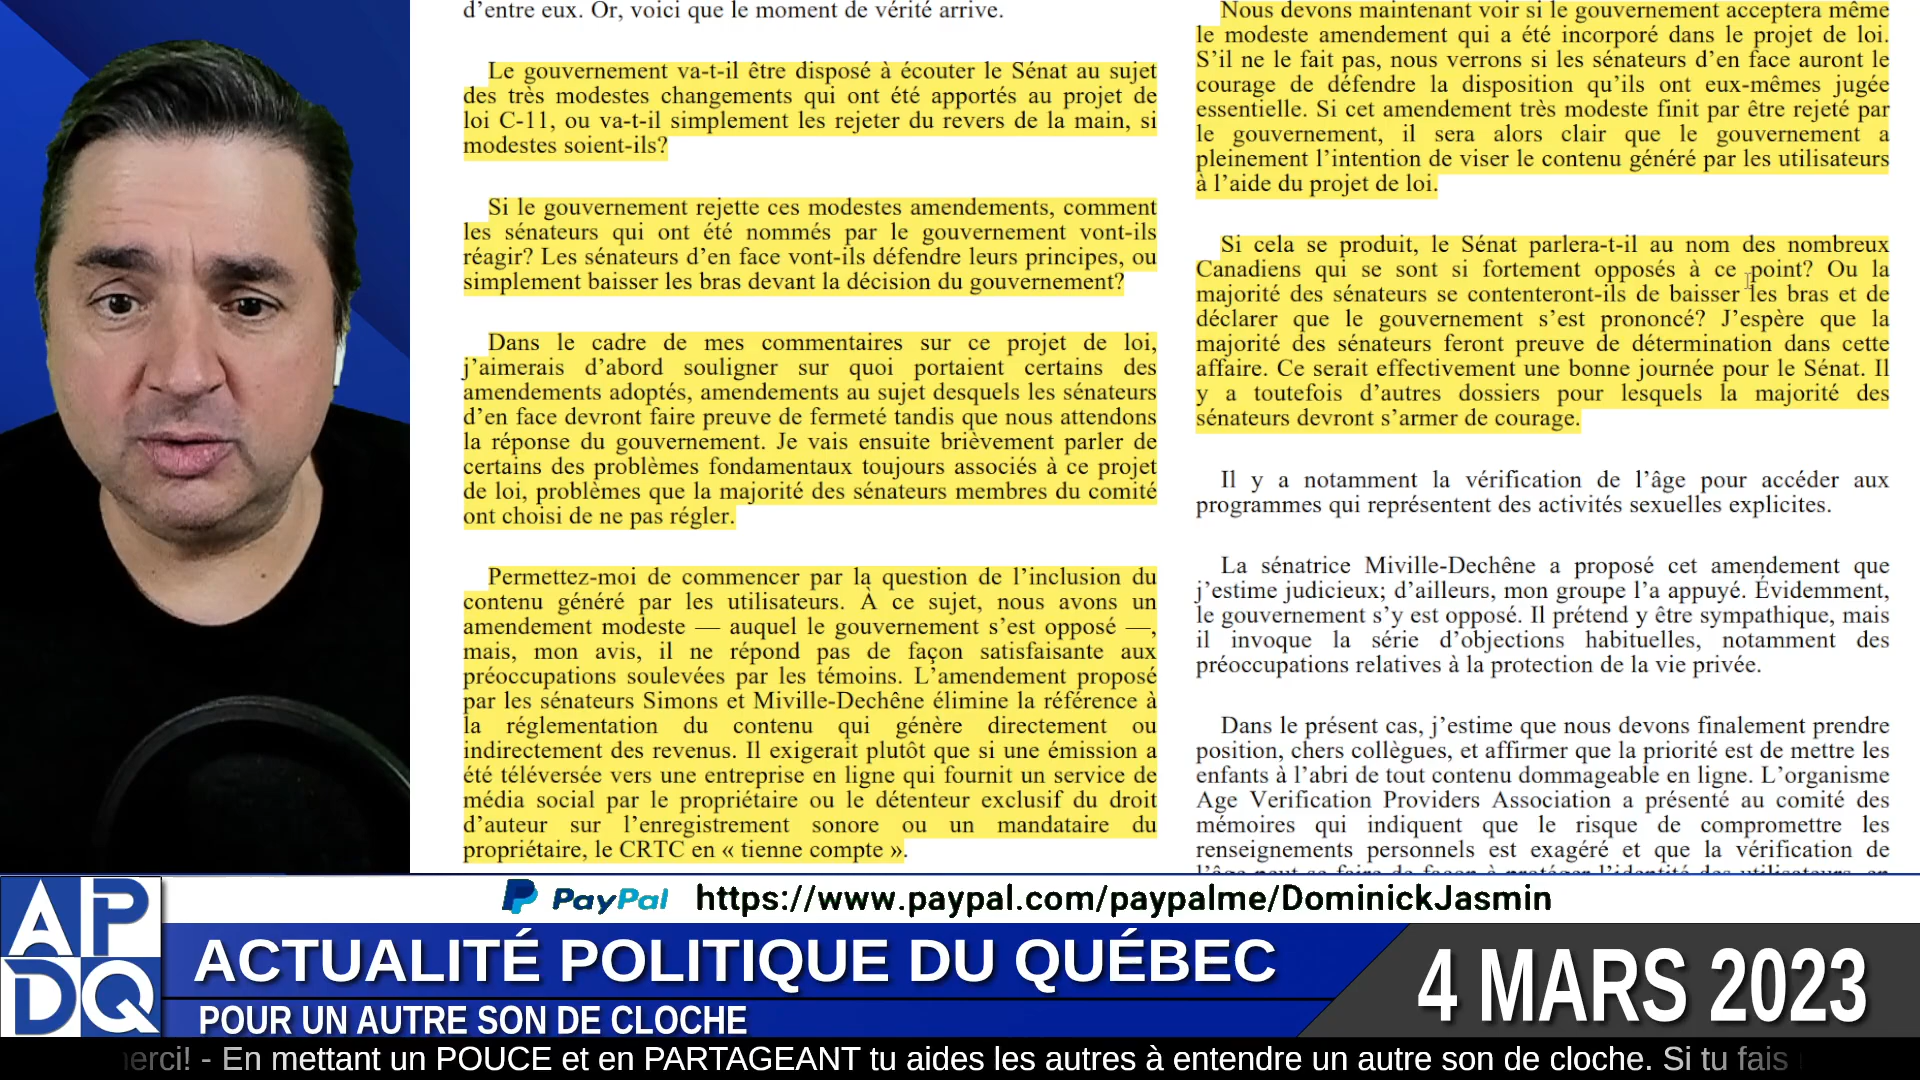 d’entre eux. Or, voici que le moment de vérité arrive.
Le gouvernement va-t-il être disposé à écouter le Sénat au sujet
des très modestes changements qui ont été apportés au projet de
loi C-11, ou va-t-il simplement les rejeter du revers de la main, si
modestes soient-ils?
Si le gouvernement rejette ces modestes amendements, comment
les sénateurs qui ont été nommés par le gouvernement vont-ils
réagir? Les sénateurs d’en face vont-ils défendre leurs principes, ou
simplement baisser les bras devant la décision du gouvernement?
Dans le cadre de mes commentaires sur ce projet de loi,
j’aimerais d’abord souligner sur quoi portaient certains des
amendements adoptés, amendements au sujet desquels les sénateurs
d’en face devront faire preuve de fermeté tandis que nous attendons
la réponse du gouvernement. Je vais ensuite brièvement parler de
certains des problèmes fondamentaux toujours associés à ce projet
de loi, problèmes que la majorité des sénateurs membres du comité
ont choisi de ne pas régler.
Permettez-moi de commencer par la question de l’inclusion du
contenu généré par les utilisateurs. À ce sujet, nous avons un
amendement modeste — auquel le gouvernement s’est opposé —,
mais, mon avis, il ne répond pas de façon satisfaisante aux
préoccupations soulevées par les témoins. L’amendement proposé
par les sénateurs Simons et Miville-Dechêne élimine la référence à
la réglementation du contenu qui génère directement ou
indirectement des revenus. Il exigerait plutôt que si une émission a
été téléversée vers une entreprise en ligne qui fournit un service de
média social par le propriétaire ou le détenteur exclusif du droit
d’auteur sur l’enregistrement sonore ou un mandataire du
propriétaire, le CRTC en « tienne compte ».
Nous devons maintenant voir si le gouvernement acceptera même
le modeste amendement qui a été incorporé dans le projet de loi.
S’il ne le fait pas, nous verrons si les sénateurs d’en face auront le
courage de défendre la disposition qu’ils ont eux-mêmes jugée
essentielle. Si cet amendement très modeste finit par être rejeté par
le gouvernement, il sera alors clair que le gouvernement a
pleinement l’intention de viser le contenu généré par les utilisateurs
à l’aide du projet de loi.
Si cela se produit, le Sénat parlera-t-il au nom des nombreux
Canadiens qui se sont si fortement opposés à ce point? Ou la
majorité des sénateurs se contenteront-ils de baisser les bras et de
déclarer que le gouvernement s’est prononcé? J’espère que la
majorité des sénateurs feront preuve de détermination dans cette
affaire. Ce serait effectivement une bonne journée pour le Sénat. Il
y a toutefois d’autres dossiers pour lesquels la majorité des
sénateurs devront s’armer de courage.
Il y a notamment la vérification de l’âge pour accéder aux
programmes qui représentent des activités sexuelles explicites.
La sénatrice Miville-Dechêne a proposé cet amendement que
j’estime judicieux; d’ailleurs, mon groupe l’a appuyé. Évidemment,
le gouvernement s’y est opposé. Il prétend y être sympathique, mais
il invoque la série d’objections habituelles, notamment des
préoccupations relatives à la protection de la vie privée.
Dans le présent cas, j’estime que nous devons finalement prendre
position, chers collègues, et affirmer que la priorité est de mettre les
enfants à l’abri de tout contenu dommageable en ligne. L’organisme
Age Verification Providers Association a présenté au comité des
mémoires qui indiquent que le risque de compromettre les
renseignements personnels est exagéré et que la vérification de
PayPal https://www.paypal.com/paypalme/DominickJasmin
APDQ
ACTUALITÉ POLITIQUE DU QUÉBEC
POUR UN AUTRE SON DE CLOCHE
4 MARS 2023
erci! - En mettant un POUCE et en PARTAGEANT tu aides les autres à entendre un autre son de cloche. Si tu fais